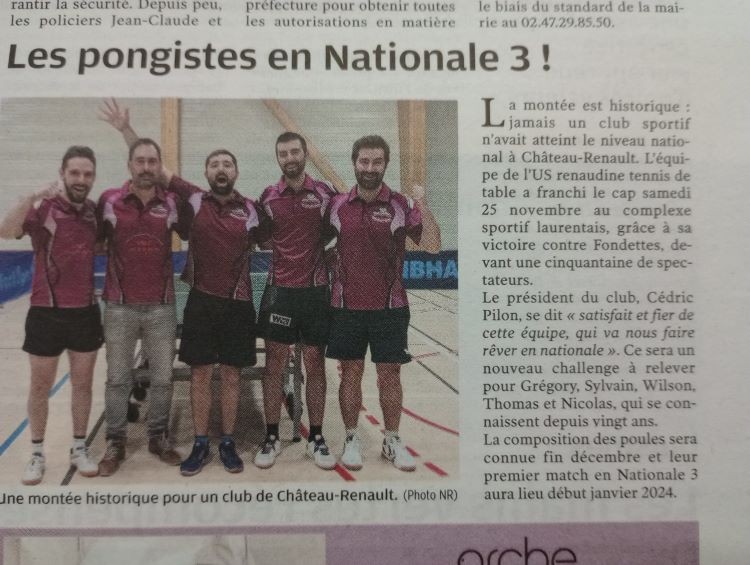 rantir la sécurité. Depuis peu,
les policiers Jean-Claude et
préfecture pour obtenir toutes
les autorisations en matière
le biais du standard de la mai-
rie au 02.47.29.85.50.
Les pongistes en Nationale 3 !
La montée est historique :
jamais un club sportif
n'avait atteint le niveau natio-
nal à Château-Renault. L'équi-
pe de l'US renaudine tennis de
table a franchi le cap samedi
25 novembre au complexe
sportif laurentais, grâce à sa
victoire contre Fondettes, de-
vant une cinquantaine de spec-
tateurs.
Le président du club, Cédric
Pilon, se dit « satisfait et fier de
cette équipe, qui va nous faire
rêver en nationale ». Ce sera un
nouveau challenge à relever
pour Grégory, Sylvain, Wilson,
Thomas et Nicolas, qui se con-
naissent depuis vingt ans.
La composition des poules sera
connue fin décembre et leur
premier match en Nationale 3
aura lieu début janvier 2024.
Une montée historique pour un club de Château-Renault. (Photo NR)
orche